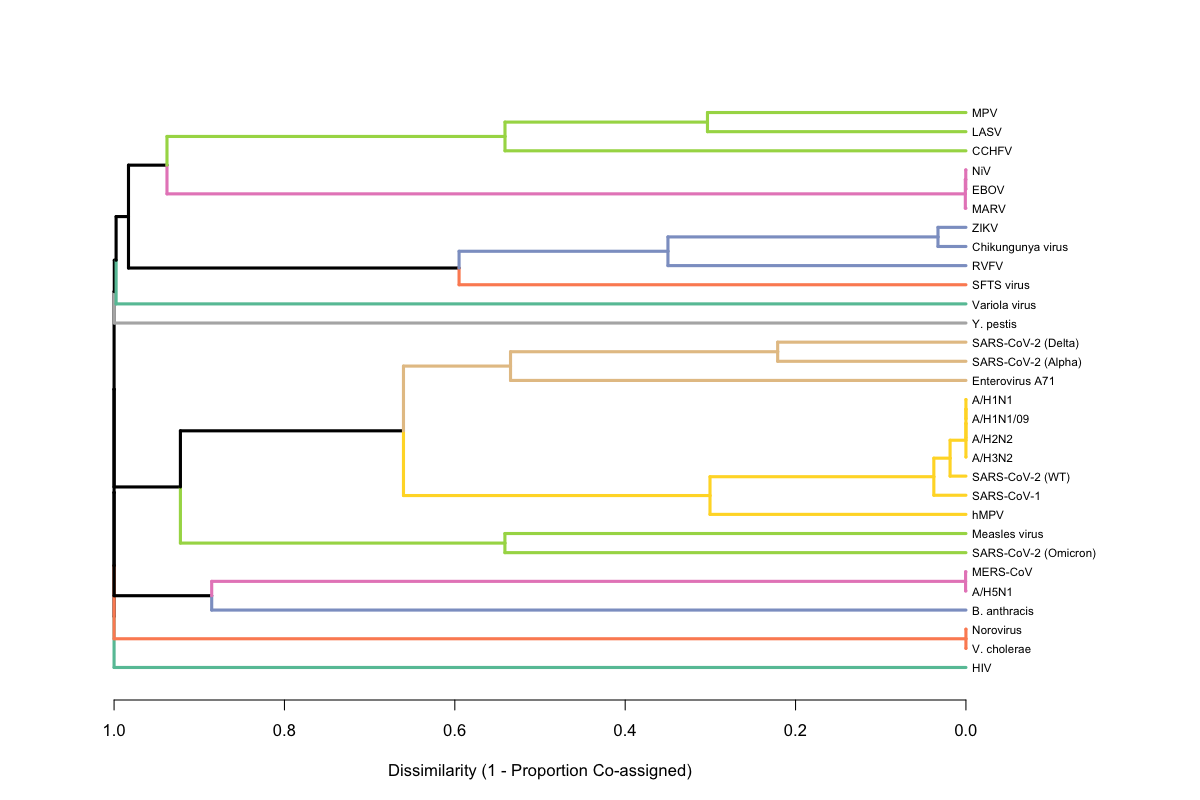 MPV
LASV
CCHFV
NiV
EBOV
MARV
ZIKV
Chikungunya virus
RVFV
SFTS virus
Variola virus
Y. pestis
SARS-CoV-2 (Delta)
SARS-CoV-2 (Alpha)
Enterovirus A71
A/H1N1
A/H1N1/09
A/H2N2
A/H3N2
SARS-CoV-2 (WT)
SARS-CoV-1
hMPV
Measles virus
SARS-CoV-2 (Omicron)
MERS-CoV
A/H5N1
B. anthracis
Norovirus
V. cholerae
HIV
1.0 0.8 0.6 0.4 0.2 0.0
Dissimilarity (1 - Proportion Co-assigned)